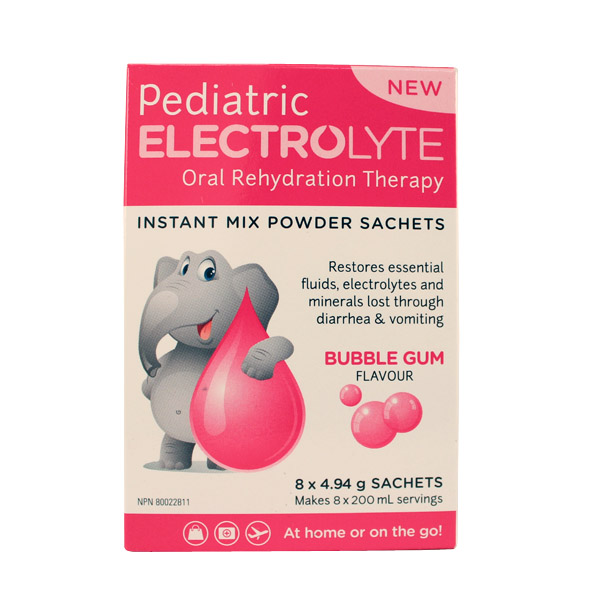 NEW
Pediatric
ELECTROLYTE
Oral Rehydration Therapy
INSTANT MIX POWDER SACHETS
Restores essential
fluids, electrolytes and
minerals lost through
diarrhea & vomiting
BUBBLE GUM
FLAVOUR
8 x 4.94 g SACHETS
Makes 8 x 200 mL servings
NPN 80022811
At home or on the go!